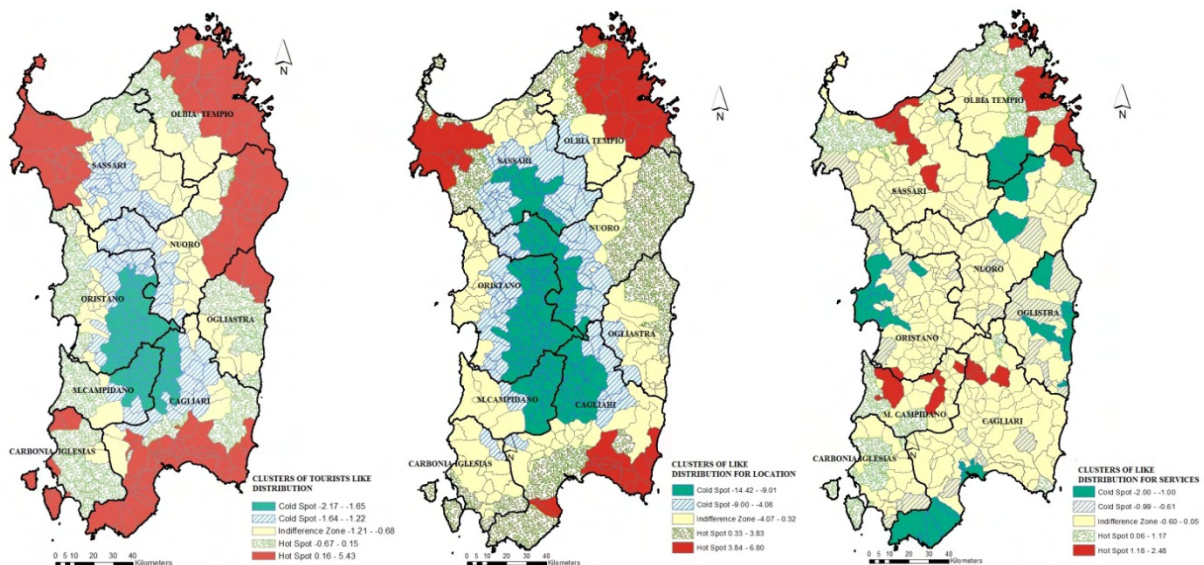 N
OLBIA TEMPIO
SASSARI
NUORO
ORISTANO
OGLIASTRA
M.CAMPIDANO
CAGLIARI
CARBONIA IGLESIAS
CLUSTERS OF TOURISTS LIKE
DISTRIBUTION
Cold Spot -2.17 - -1.65
Cold Spot -1.64 - -1.22
Indifference Zone -1.21 - -0.68
Hot Spot -0.67 - 0.15
Hot Spot 0.16 - 5.43
0 5 10 20 30 40
Kilometers
N
OLBIA TEMPIO
SASSARI
NUORO
ORISTANO
OGLIASTRA
M.CAMPIDANO
CAGLIARI
CARBONIA IGLESIAS
N
CLUSTERS OF LIKE
DISTRIBUTION FOR LOCATION
Cold Spot -14.42 - -9.01
Cold Spot -9.00 - -4.08
Indifference Zone -4.07 - 0.32
Hot Spot 0.33 - 3.83
Hot Spot 3.84 - 6.80
0 5 10 20 30 40
Kilometers
N
OLBIA TEMPIO
SASSARI
NUORO
OGLISTRA
ORISTANO
M. CAMPIDANO
CAGLIARI
CARBONIA IGLESIAS
N
CLUSTERS OF LIKE
DISTRIBUTION FOR SERVICES
Cold Spot -2.00 - -1.00
Cold Spot -0.99 - -0.61
Indifference Zone -0.60 - 0.05
Hot Spot 0.06 - 1.17
Hot Spot 1.18 - 2.48
0 5 10 20 30 40
Kilometers